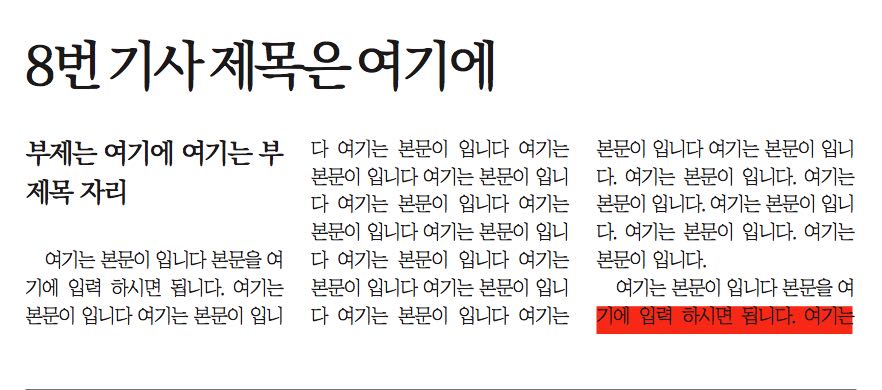 8번 기사 제목은 여기에
부제는 여기에 여기는 부
제목 자리
여기는 본문이 입니다 본문을 여
기에 입력 하시면 됩니다. 여기는
본문이 입니다 여기는 본문이 입니
다 여기는 본문이 입니다 여기는
본문이 입니다 여기는 본문이 입니
다 여기는 본문이 입니다 여기는
본문이 입니다 여기는 본문이 입니
다 여기는 본문이 입니다 여기는
본문이 입니다 여기는 본문이 입니
다 여기는 본문이 입니다 여기는
본문이 입니다 여기는 본문이 입니
다. 여기는 본문이 입니다. 여기는
본문이 입니다. 여기는 본문이 입니
다. 여기는 본문이 입니다. 여기는
본문이 입니다.
여기는 본문이 입니다 본문을 여
기에 입력 하시면 됩니다. 여기는